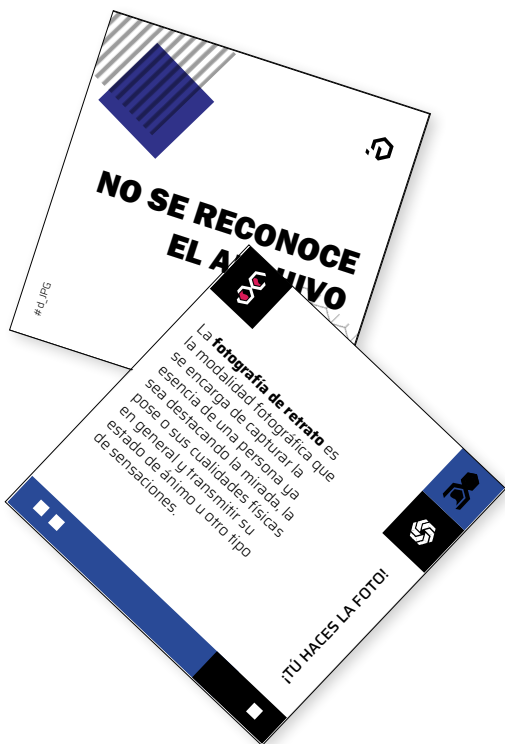 NO SE RECONOCE
EL A HIVO
#d_JPG
La fotografía de retrato es
la modalidad fotográfica que
se encarga de capturar la
esencia de una persona ya
sea destacando la mirada, la
pose o sus cualidades físicas
en general y transmitir su
estado de ánimo u otro tipo
de sensaciones.
¡TÚ HACES LA FOTO!